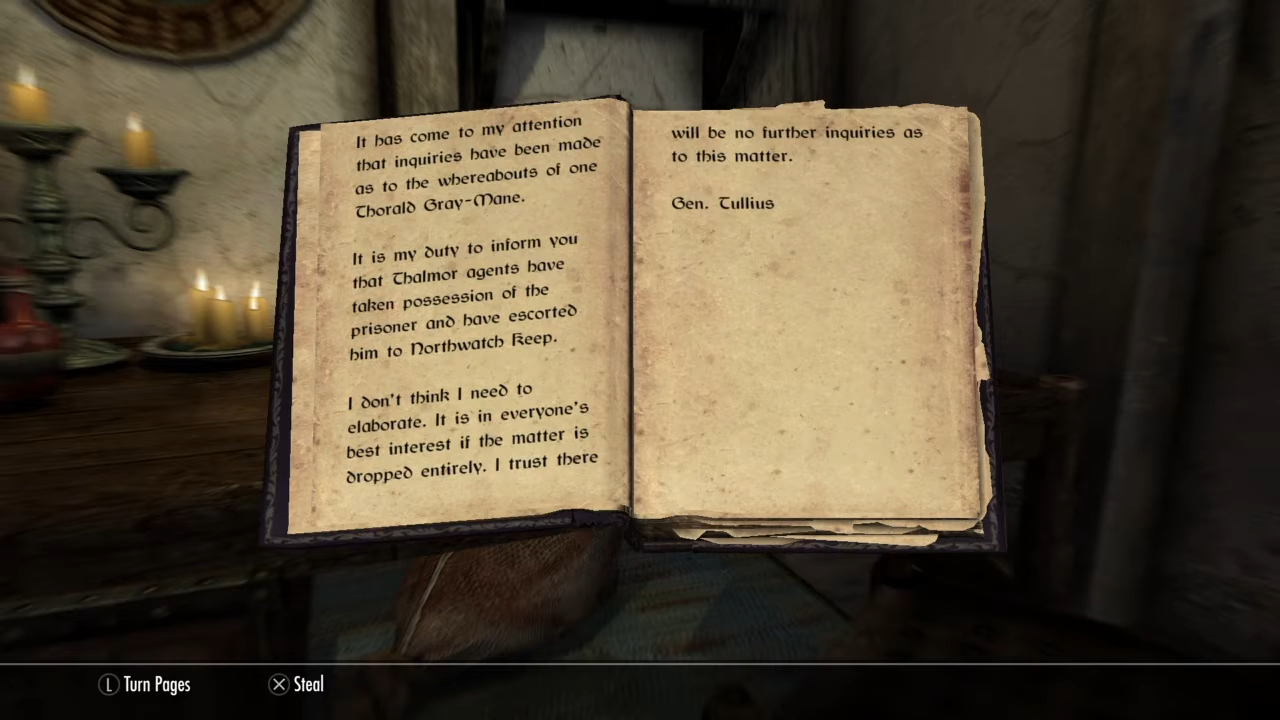 It has come to my attention
that inquiries have been made
as to the whereabouts of one
Thorald Gray-Mane.
It is my duty to inform you
that Thalmor agents have
taken possession of the
prisoner and have escorted
him to Northwatch Keep.
I don't think I need to
elaborate. It is in everyone's
best interest if the matter is
dropped entirely. I trust there
will be no further inquiries as
to this matter.
Gen. Tullius
L Turn Pages
X Steal